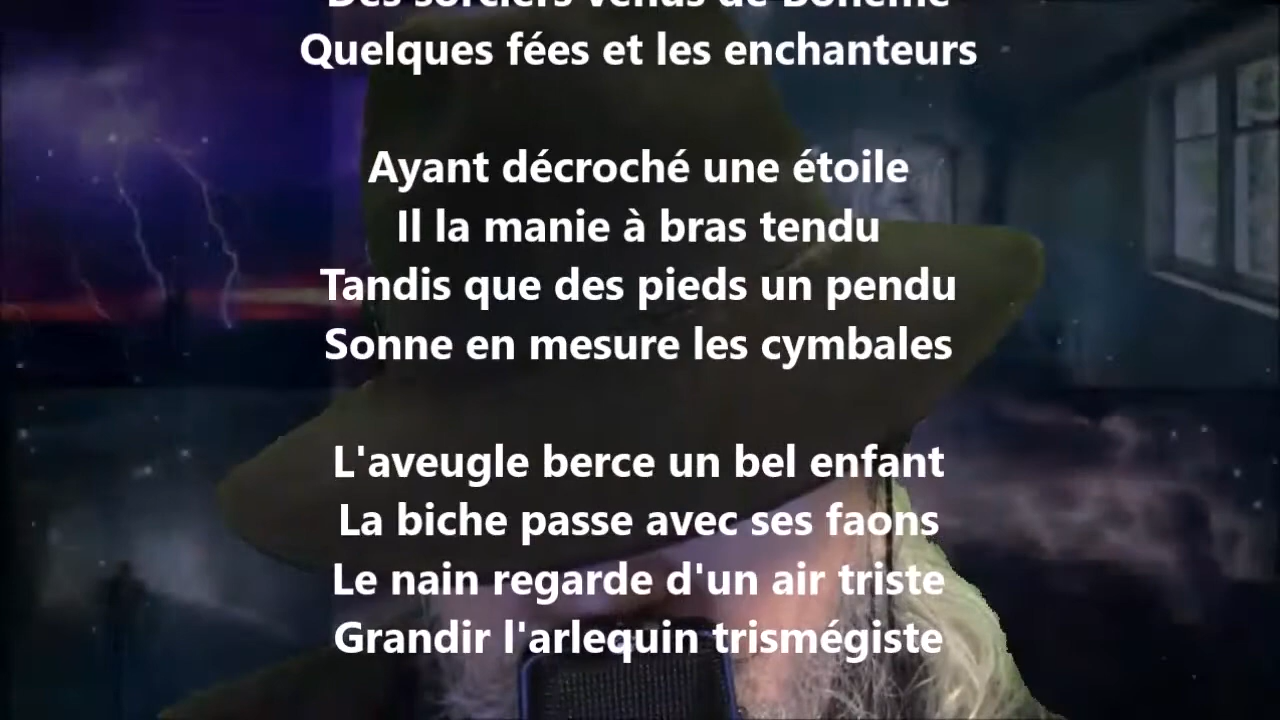 Des sorciers venus de Bohème
Quelques fées et les enchanteurs
Ayant décroché une étoile
Il la manie à bras tendu
Tandis que des pieds un pendu
Sonne en mesure les cymbales
L'aveugle berce un bel enfant
La biche passe avec ses faons
Le nain regarde d'un air triste
Grandir l'arlequin trismégiste